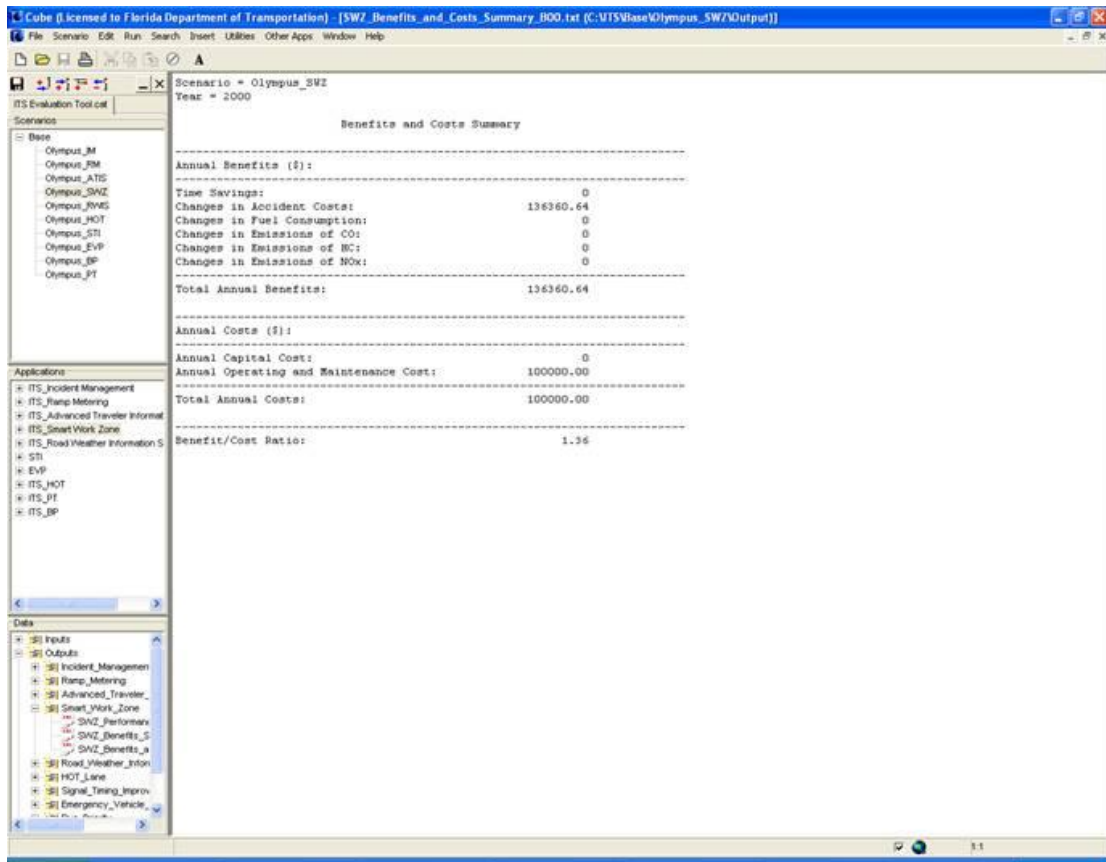 Cube (Licensed to Florida Department of Transportation) - [SWZ_Benefits_and_Costs_Summary_B00.txt (C:\ITS\Base\Olympus_SWZ\Output)]
File Scenario Edit Run Search Insert Utilities Other Apps Window Help
A
ITS Evaluation Tool.cat
Scenarios
Base
Olympus_IM
Olympus_RM
Olympus_ATIS
Olympus_SWZ
Olympus_RWIS
Olympus_HOT
Olympus_STI
Olympus_EVP
Olympus_BP
Olympus_PT
Applications
ITS_Incident Management
ITS_Ramp Metering
ITS_Advanced Traveler Informat
ITS_Smart Work Zone
ITS_Road Weather Information S
STI
EVP
ITS_HOT
ITS_PT
ITS_BP
Data
Inputs
Outputs
Incident_Managemen
Ramp_Metering
Advanced_Traveler_
Smart_Work_Zone
SWZ_Performan
SWZ_Benefits_S
SWZ_Benefits_a
Road_Weather_Infor
HOT_Lane
Signal_Timing_Improv
Emergency_Vehicle_
Scenario = Olympus_SWZ
Year = 2000
Benefits and Costs Summary
Annual Benefits ($):
Time Savings: 0
Changes in Accident Costs: 136360.64
Changes in Fuel Consumption: 0
Changes in Emissions of CO: 0
Changes in Emissions of HC: 0
Changes in Emissions of NOx: 0
Total Annual Benefits: 136360.64
Annual Costs ($):
Annual Capital Cost: 0
Annual Operating and Maintenance Cost: 100000.00
Total Annual Costs: 100000.00
Benefit/Cost Ratio: 1.36
1:1